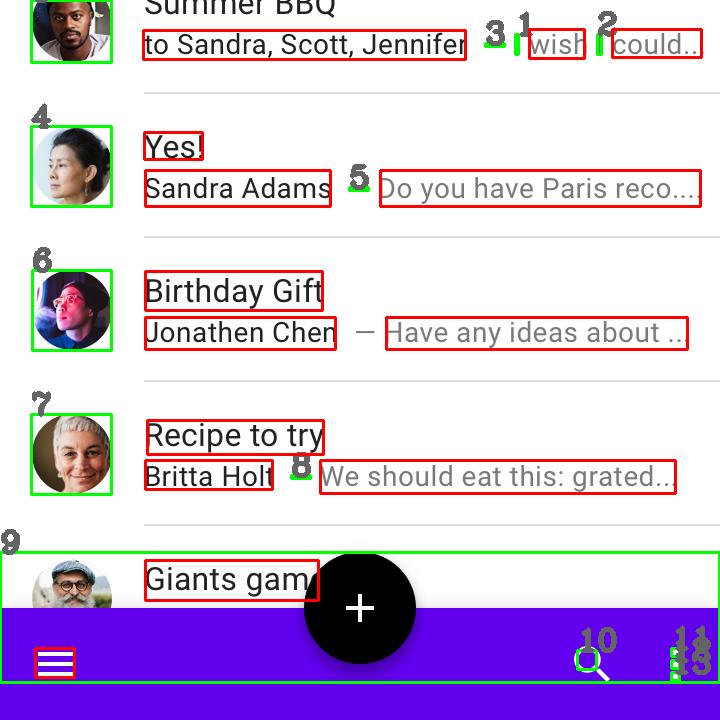 Summer BBQ
to Sandra, Scott, Jennifer — I wish I could...
Yes!
Sandra Adams — Do you have Paris reco....
Birthday Gift
Jonathen Chen — Have any ideas about ...
Recipe to try
Britta Holt — We should eat this: grated...
Giants game
3 1 2
4
5
6
7
8
9
10
11
13